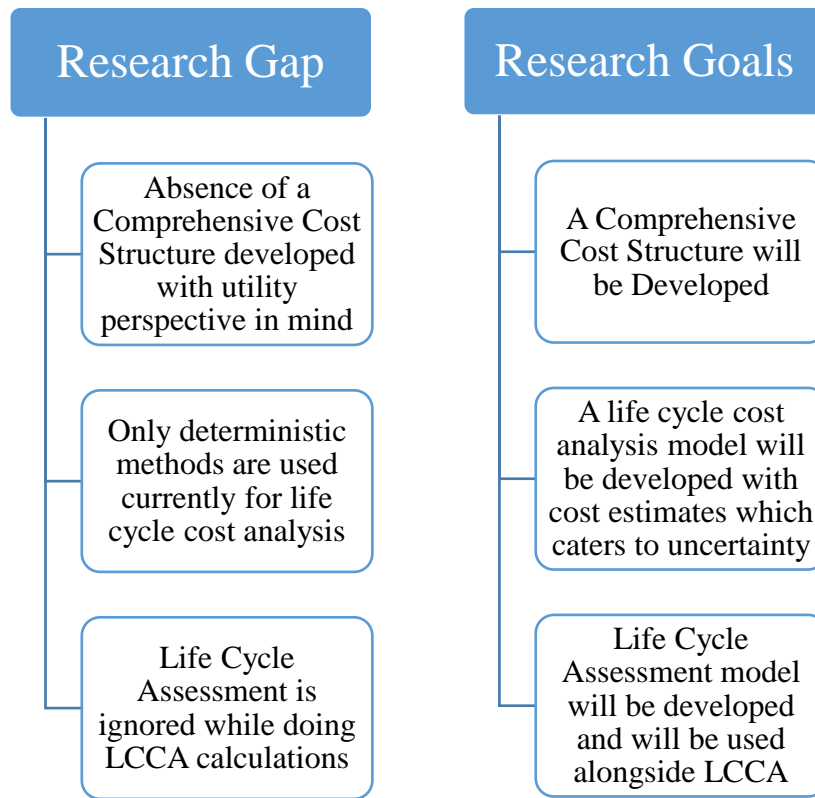 Research Gap
Absence of a
Comprehensive Cost
Structure developed
with utility
perspective in mind
Only deterministic
methods are used
currently for life
cycle cost analysis
Life Cycle
Assessment is
ignored while doing
LCCA calculations
Research Goals
A Comprehensive
Cost Structure will
be Developed
A life cycle cost
analysis model will
be developed with
cost estimates which
caters to uncertainty
Life Cycle
Assessment model
will be developed
and will be used
alongside LCCA